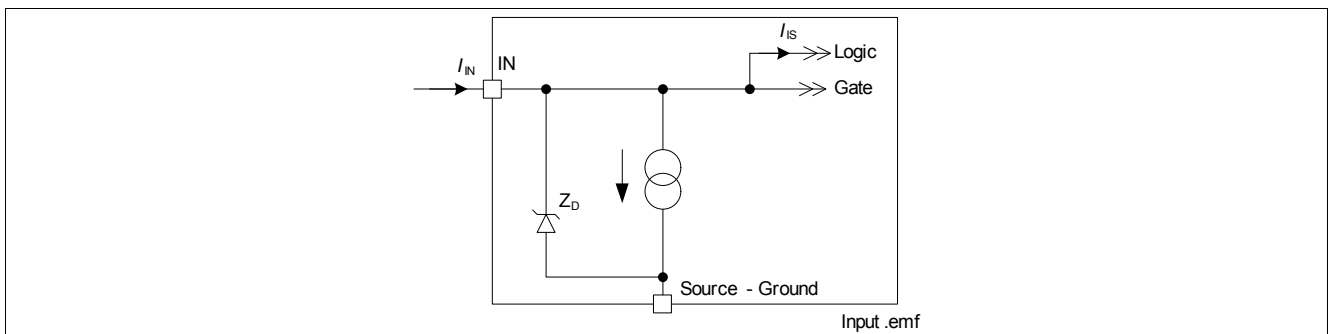 I_IS
Logic
I_IN IN
Gate
Z_D
Source - Ground
Input .emf